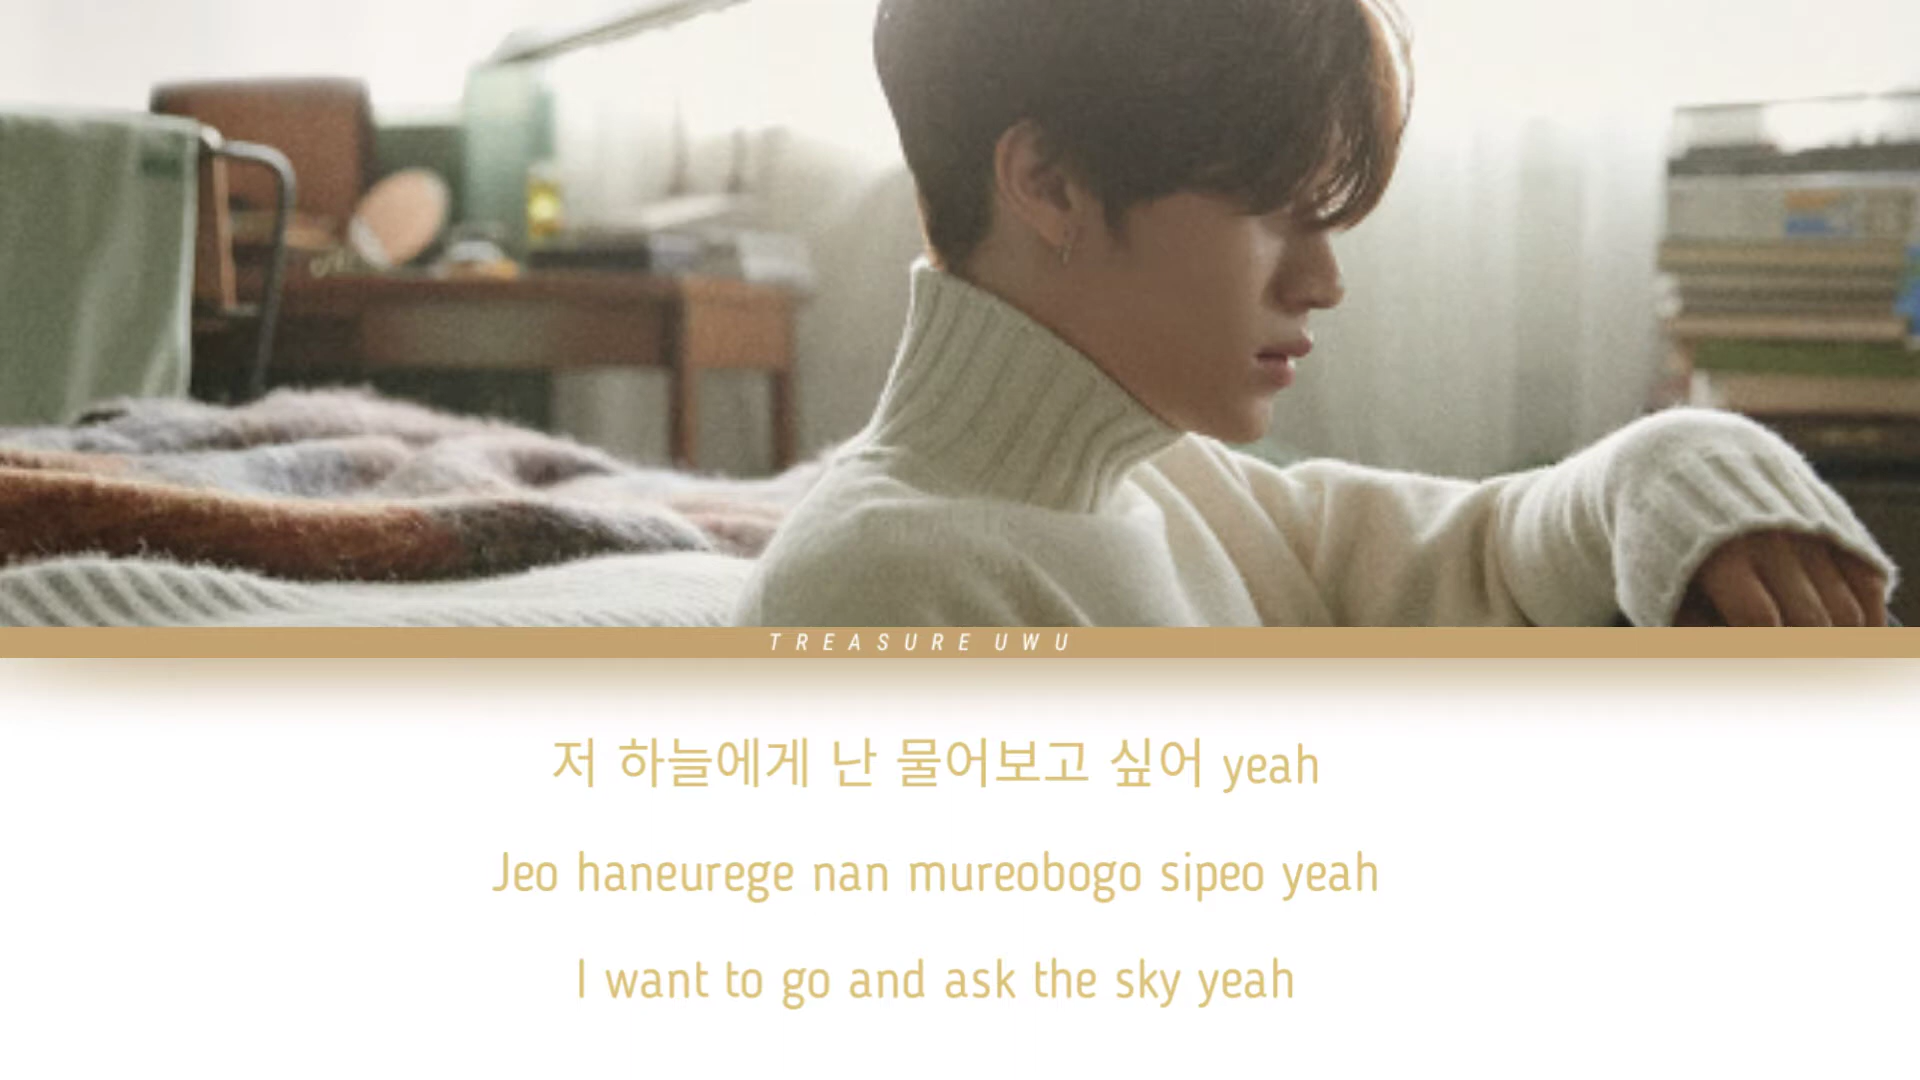 TREASURE UWU
저 하늘에게 난 물어보고 싶어 yeah
Jeo haneurege nan mureobogo sipeo yeah
I want to go and ask the sky yeah